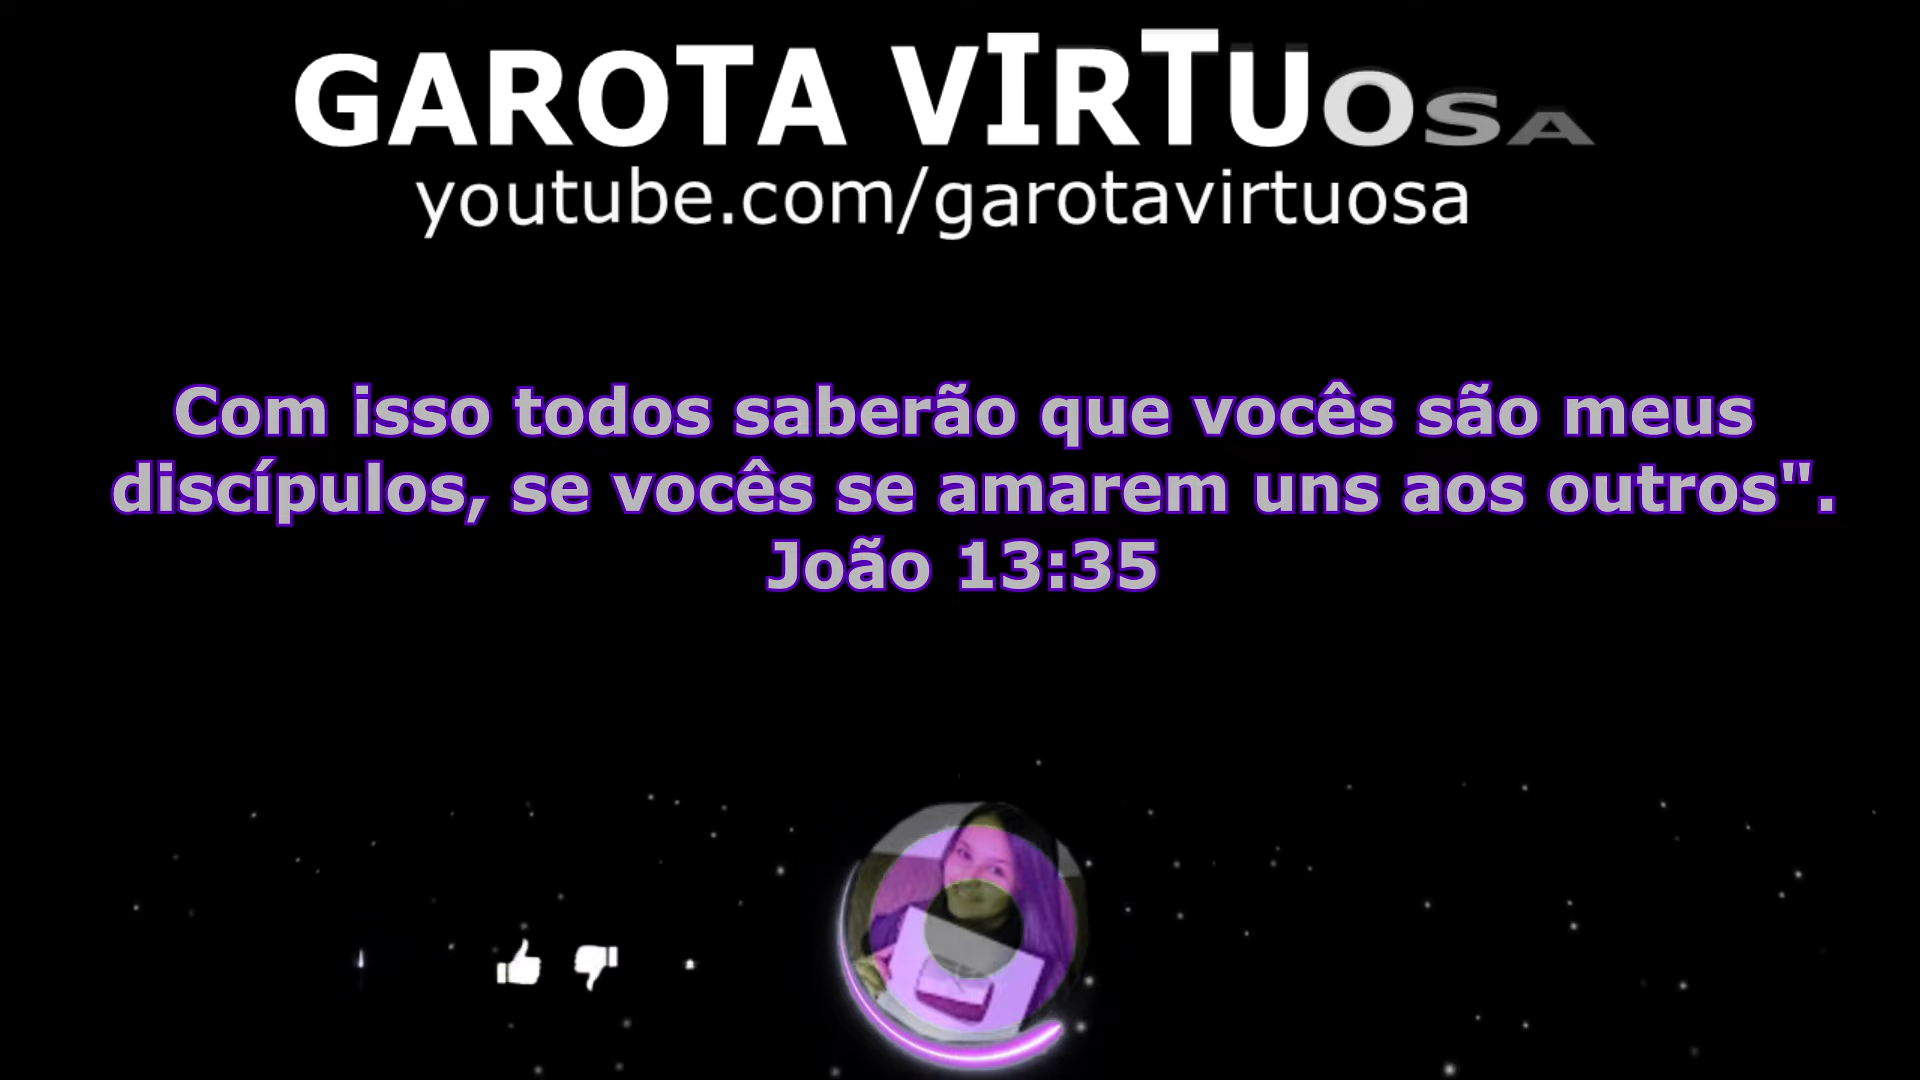 GAROTA VIRTUOSA
youtube.com/garotavirtuosa
Com isso todos saberão que vocês são meus
discípulos, se vocês se amarem uns aos outros".
João 13:35